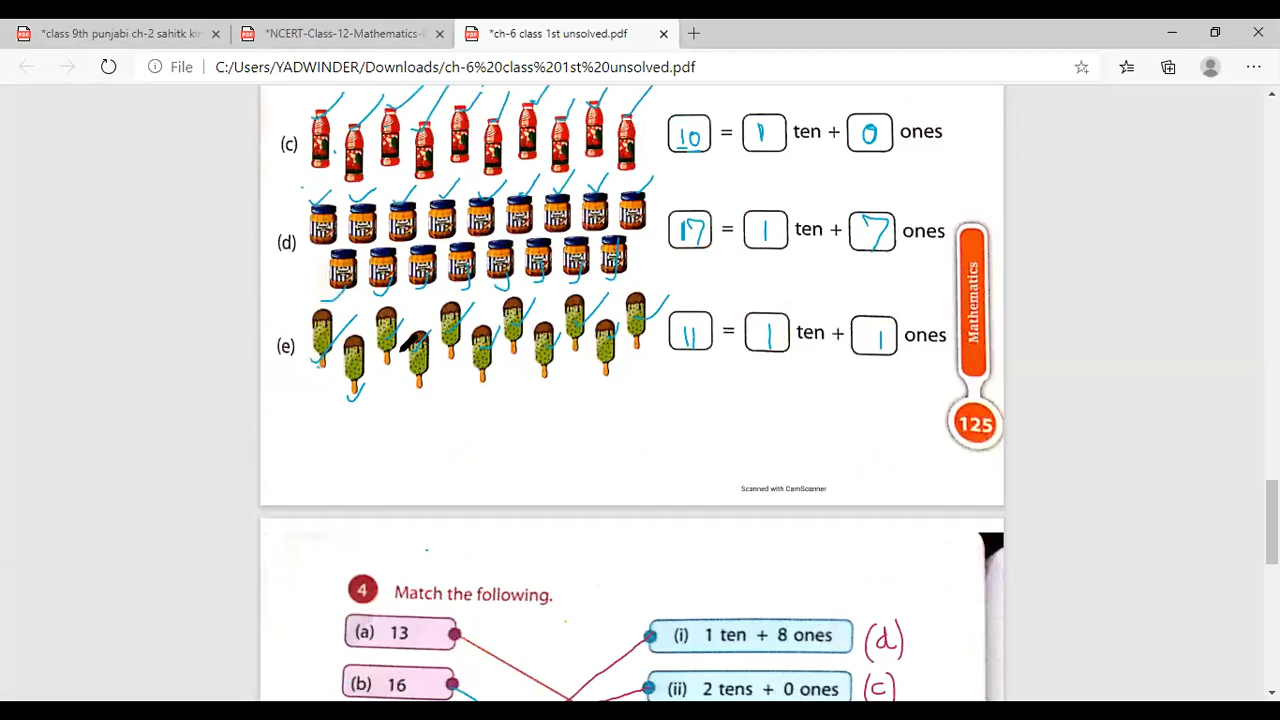 *class 9th punjabi ch-2 sahitk kir
*NCERT-Class-12-Mathematics-
*ch-6 class 1st unsolved.pdf
File C:/Users/YADWINDER/Downloads/ch-6%20class%201st%20unsolved.pdf
(c) 10 = 1 ten + 0 ones
(d) 17 = 1 ten + 7 ones
(e) 11 = 1 ten + 1 ones
Mathematics
125
Scanned with CamScanner
4 Match the following.
(a) 13 (i) 1 ten + 8 ones (d)
(b) 16 (ii) 2 tens + 0 ones (c)